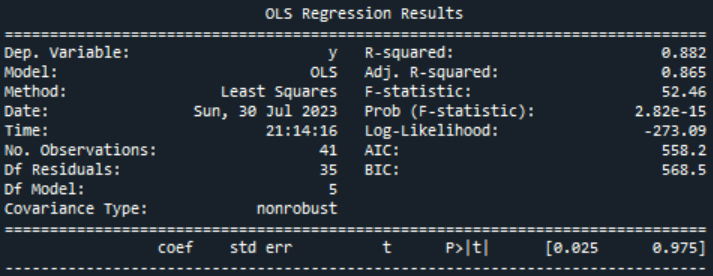 OLS Regression Results
==============================================================================
Dep. Variable: y R-squared: 0.882
Model: OLS Adj. R-squared: 0.865
Method: Least Squares F-statistic: 52.46
Date: Sun, 30 Jul 2023 Prob (F-statistic): 2.82e-15
Time: 21:14:16 Log-Likelihood: -273.09
No. Observations: 41 AIC: 558.2
Df Residuals: 35 BIC: 568.5
Df Model: 5
Covariance Type: nonrobust
==============================================================================
coef std err t P>|t| [0.025 0.975]
------------------------------------------------------------------------------